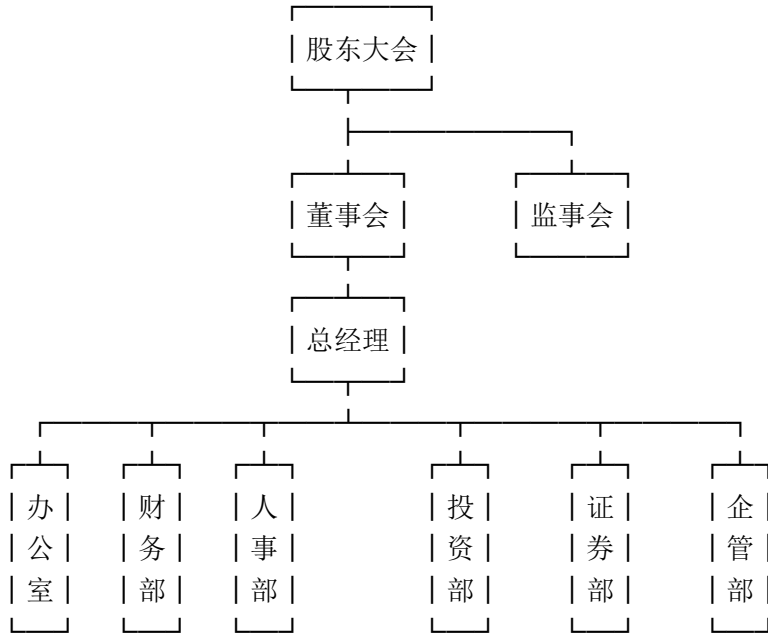 股东大会
董事会
监事会
总经理
办公室
财务部
人事部
投资部
证券部
企管部